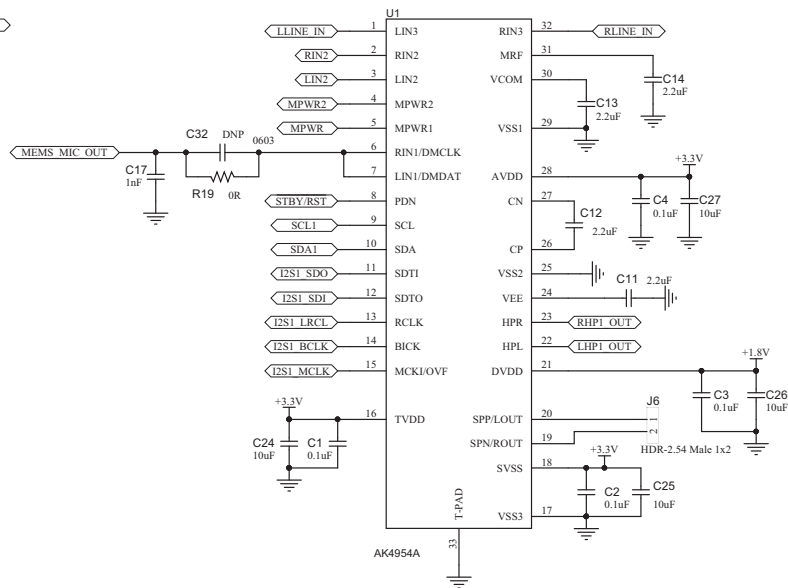 U1
LLINE_IN 1 LIN3 RIN3 32 RLINE_IN
RIN2 2 RIN2 MRF 31
LIN2 3 LIN2 VCOM 30
C14
2.2uF
MPWR2 4 MPWR2
C13
2.2uF
MPWR 5 MPWR1 VSS1 29
C32 DNP 0603
MEMS_MIC_OUT 6 RIN1/DMCLK
C17
1nF
R19 0R
7 LIN1/DMDAT AVDD 28 +3.3V
STBY/RST 8 PDN CN 27
C4
0.1uF
C27
10uF
SCL1 9 SCL
C12
2.2uF
SDA1 10 SDA CP 26
I2S1_SDO 11 SDTI VSS2 25
I2S1_SDI 12 SDTO VEE 24 C11 2.2uF
I2S1_LRCL 13 RCLK HPR 23 RHP1_OUT
I2S1_BCLK 14 BICK HPL 22 LHP1_OUT
I2S1_MCLK 15 MCKI/OVF DVDD 21 +1.8V
C3
0.1uF
C26
10uF
+3.3V
16 TVDD SPP/LOUT 20 J6 1
SPN/ROUT 19 2
HDR-2.54 Male 1x2
C24
10uF
C1
0.1uF
SVSS 18 +3.3V
C2
0.1uF
C25
10uF
VSS3 17
T-PAD
33
AK4954A